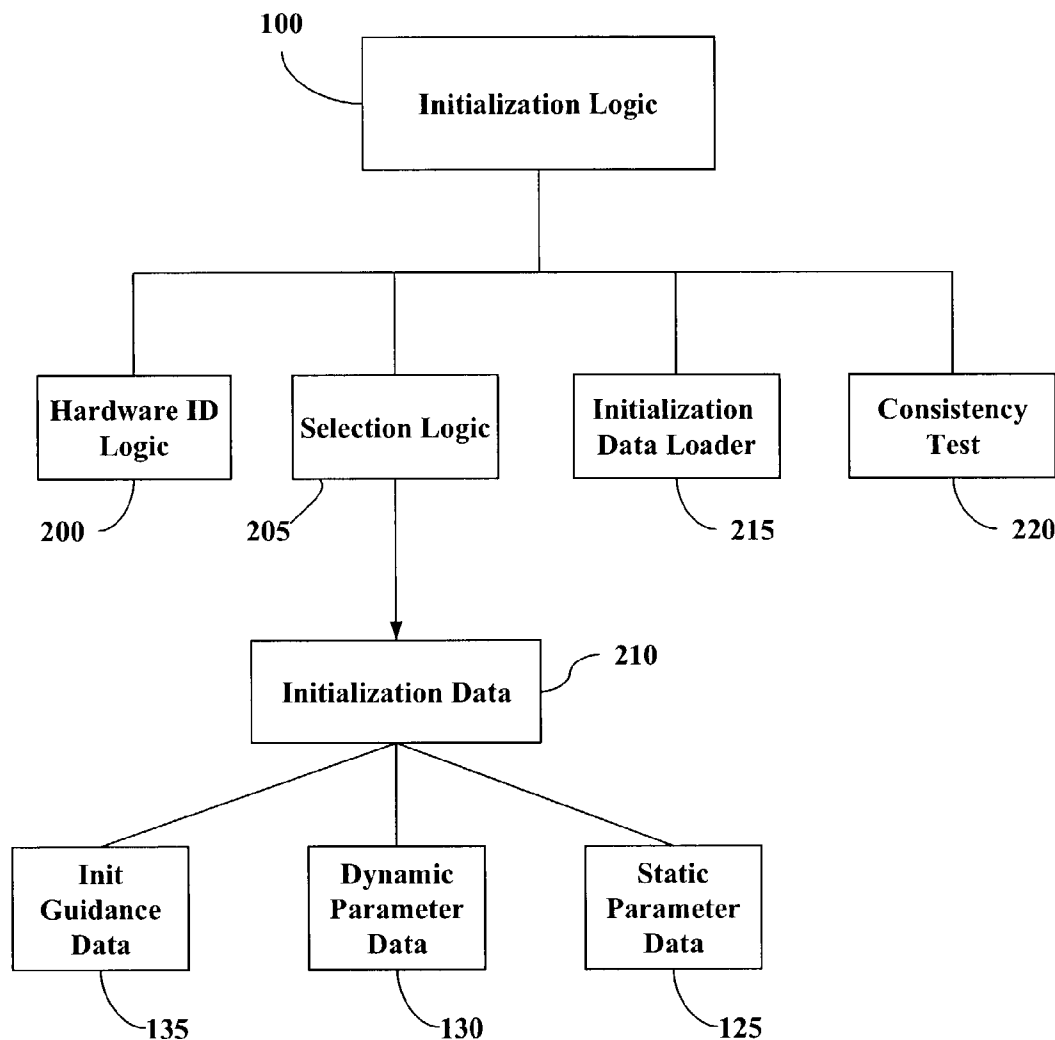 100
Initialization Logic
Hardware ID
Logic
Selection Logic
Initialization
Data Loader
Consistency
Test
200
205
215
220
Initialization Data
210
Init
Guidance
Data
Dynamic
Parameter
Data
Static
Parameter
Data
135
130
125